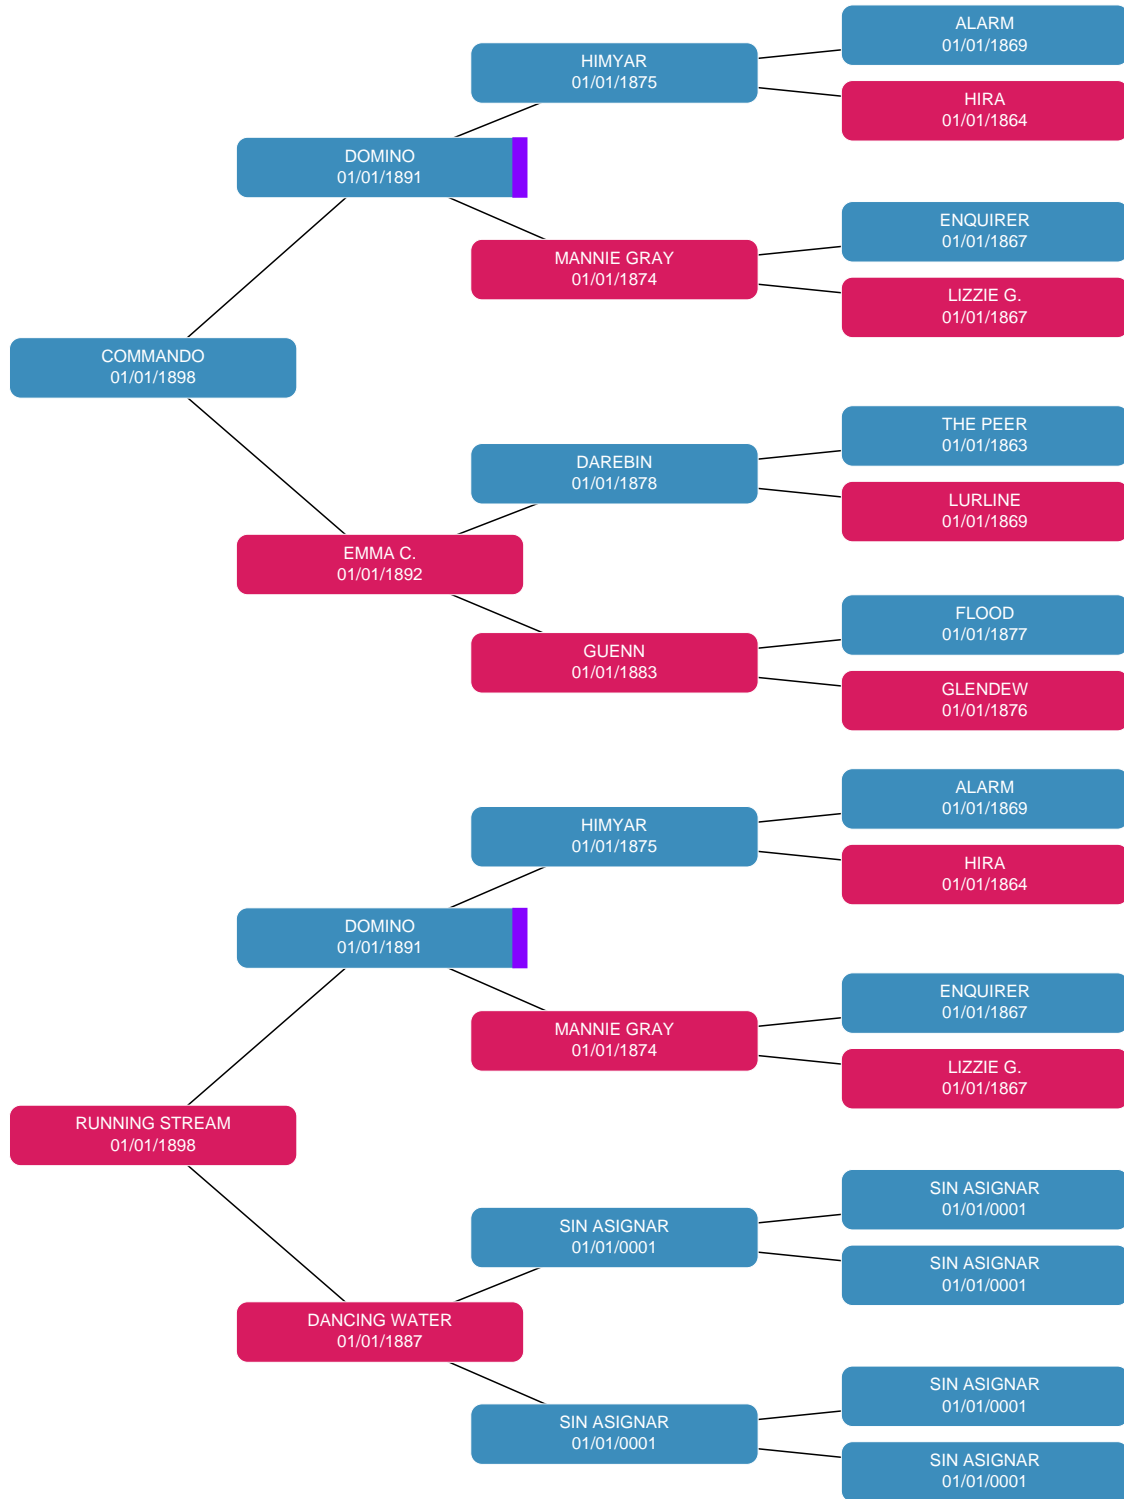 ALARM
01/01/1869
HIMYAR
01/01/1875
HIRA
01/01/1864
DOMINO
01/01/1891
ENQUIRER
01/01/1867
MANNIE GRAY
01/01/1874
LIZZIE G.
01/01/1867
COMMANDO
01/01/1898
THE PEER
01/01/1863
DAREBIN
01/01/1878
LURLINE
01/01/1869
EMMA C.
01/01/1892
FLOOD
01/01/1877
GUENN
01/01/1883
GLENDEW
01/01/1876
ALARM
01/01/1869
HIMYAR
01/01/1875
HIRA
01/01/1864
DOMINO
01/01/1891
ENQUIRER
01/01/1867
MANNIE GRAY
01/01/1874
LIZZIE G.
01/01/1867
RUNNING STREAM
01/01/1898
SIN ASIGNAR
01/01/0001
SIN ASIGNAR
01/01/0001
SIN ASIGNAR
01/01/0001
DANCING WATER
01/01/1887
SIN ASIGNAR
01/01/0001
SIN ASIGNAR
01/01/0001
SIN ASIGNAR
01/01/0001